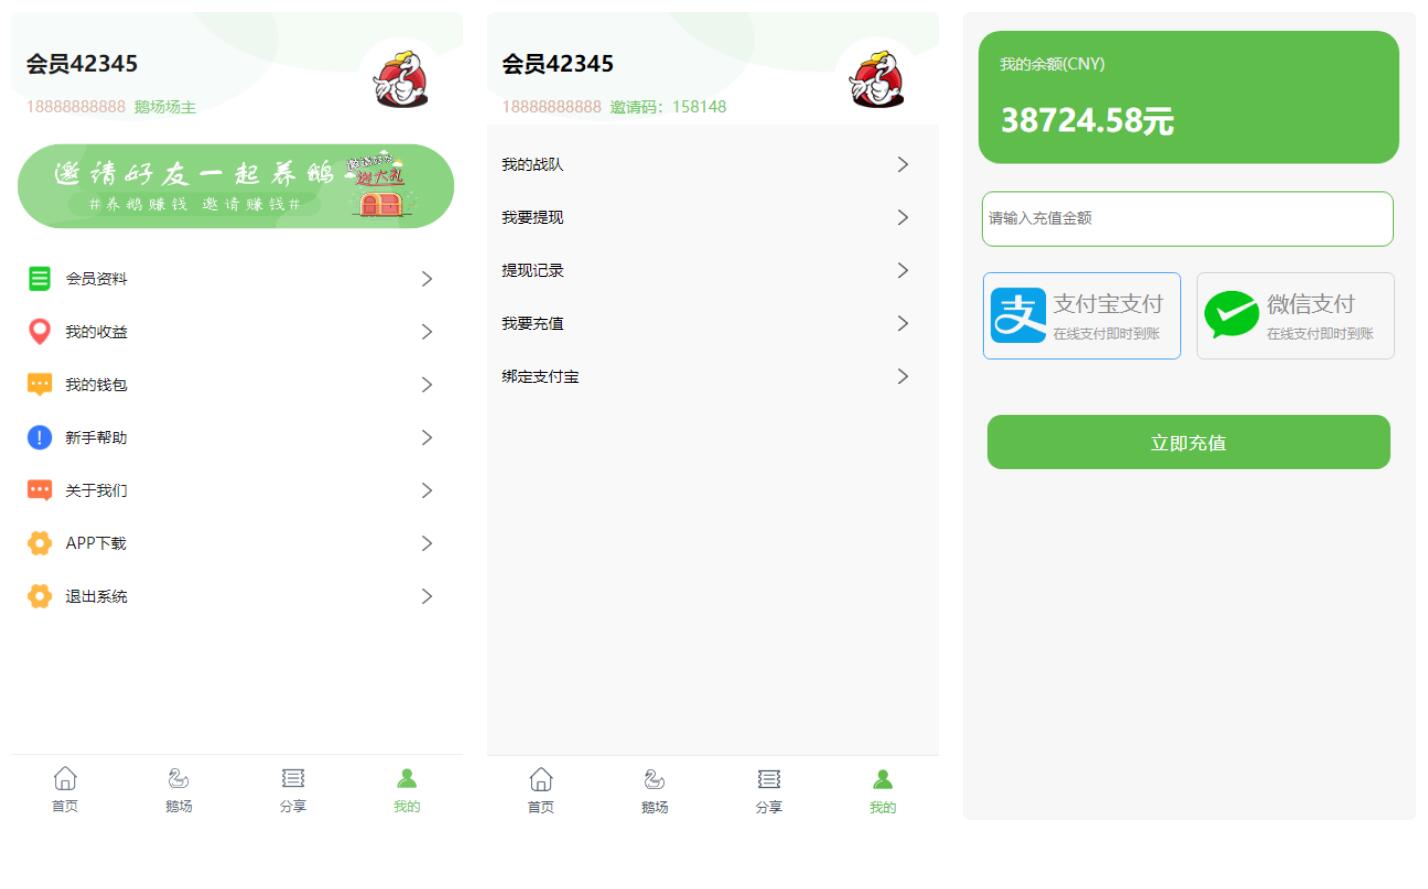 会员42345
18888888888 鹅场场主
邀请好友一起养鹅
#养鹅赚钱 邀请赚钱#
会员资料
我的收益
我的钱包
新手帮助
关于我们
APP下载
退出系统
首页 鹅场 分享 我的
会员42345
18888888888 邀请码：158148
我的战队
我要提现
提现记录
我要充值
绑定支付宝
首页 鹅场 分享 我的
我的余额(CNY)
38724.58元
请输入充值金额
支 支付宝支付
在线支付即时到账
微信支付
在线支付即时到账
立即充值